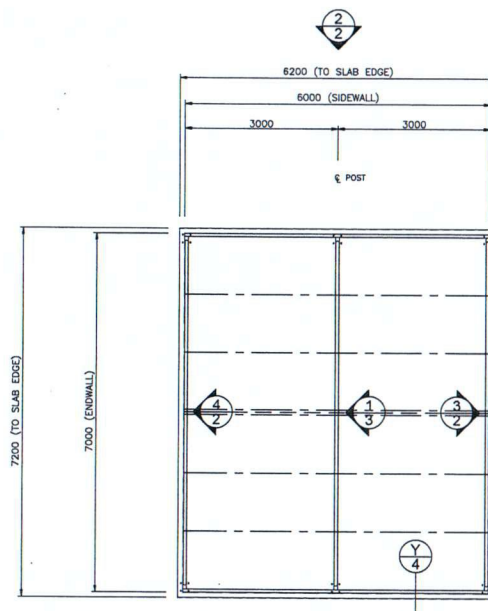 2
2
6200 (TO SLAB EDGE)
6000 (SIDEWALL)
3000
3000
℄ POST
7200 (TO SLAB EDGE)
7000 (ENDWALL)
4
2
1
3
3
2
Y
4